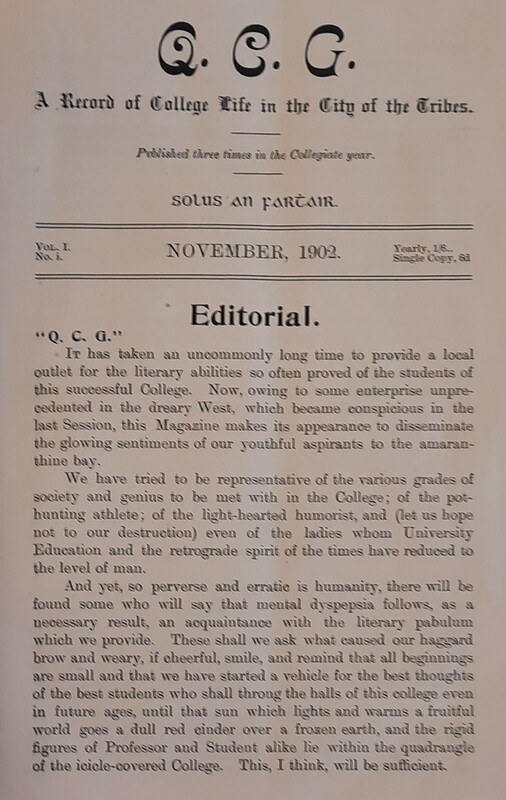 Q. C. G.
A Record of College Life in the City of the Tribes.
Published three times in the Collegiate year.
solus an ḟartair.
Vol. I.
No. i.
NOVEMBER, 1902.
Yearly, 1/6..
Single Copy, 6d
Editorial.
"Q. C. G."
It has taken an uncommonly long time to provide a local
outlet for the literary abilities so often proved of the students of
this successful College. Now, owing to some enterprise unpre-
cedented in the dreary West, which became conspicious in the
last Session, this Magazine makes its appearance to disseminate
the glowing sentiments of our youthful aspirants to the amaran-
thine bay.
We have tried to be representative of the various grades of
society and genius to be met with in the College; of the pot-
hunting athlete; of the light-hearted humorist, and (let us hope
not to our destruction) even of the ladies whom University
Education and the retrograde spirit of the times have reduced to
the level of man.
And yet, so perverse and erratic is humanity, there will be
found some who will say that mental dyspepsia follows, as a
necessary result, an acquaintance with the literary pabulum
which we provide. These shall we ask what caused our haggard
brow and weary, if cheerful, smile, and remind that all beginnings
are small and that we have started a vehicle for the best thoughts
of the best students who shall throng the halls of this college even
in future ages, until that sun which lights and warms a fruitful
world goes a dull red cinder over a frozen earth, and the rigid
figures of Professor and Student alike lie within the quadrangle
of the icicle-covered College. This, I think, will be sufficient.